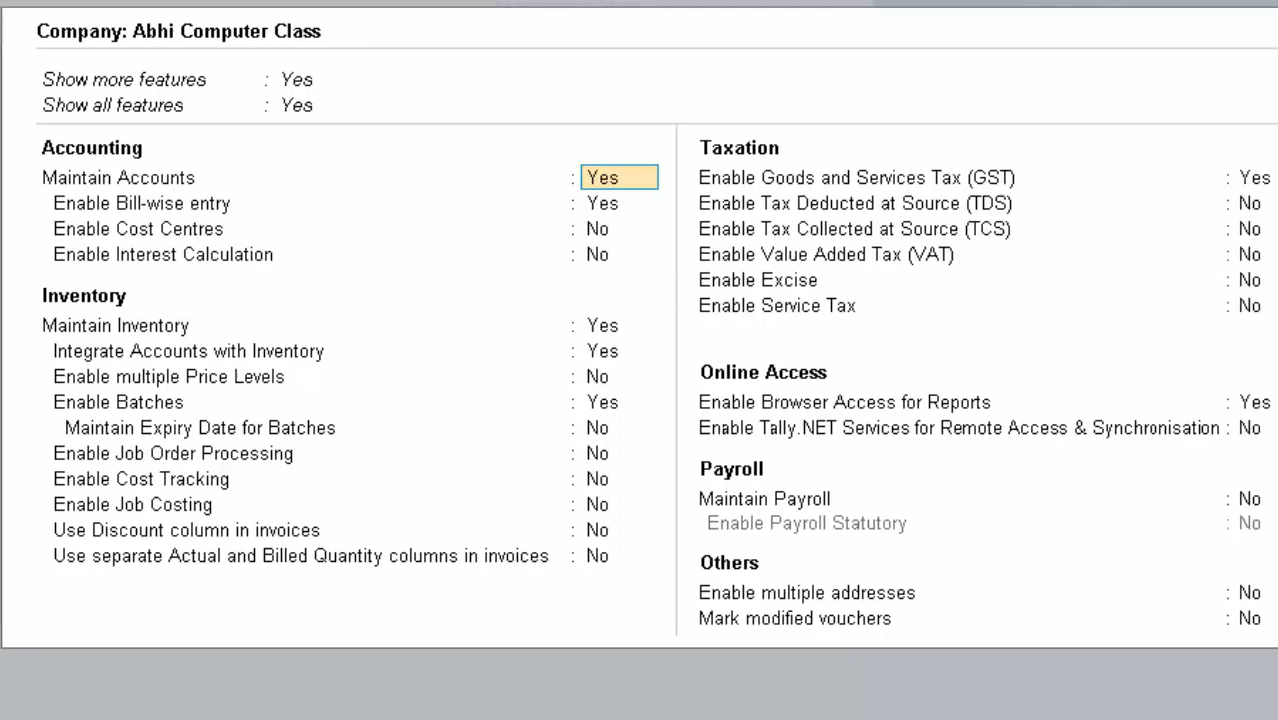 Company: Abhi Computer Class
Show more features : Yes
Show all features : Yes
Accounting
Maintain Accounts : Yes
Enable Bill-wise entry : Yes
Enable Cost Centres : No
Enable Interest Calculation : No
Inventory
Maintain Inventory : Yes
Integrate Accounts with Inventory : Yes
Enable multiple Price Levels : No
Enable Batches : Yes
Maintain Expiry Date for Batches : No
Enable Job Order Processing : No
Enable Cost Tracking : No
Enable Job Costing : No
Use Discount column in invoices : No
Use separate Actual and Billed Quantity columns in invoices : No
Taxation
Enable Goods and Services Tax (GST) : Yes
Enable Tax Deducted at Source (TDS) : No
Enable Tax Collected at Source (TCS) : No
Enable Value Added Tax (VAT) : No
Enable Excise : No
Enable Service Tax : No
Online Access
Enable Browser Access for Reports : Yes
Enable Tally.NET Services for Remote Access & Synchronisation : No
Payroll
Maintain Payroll : No
Enable Payroll Statutory : No
Others
Enable multiple addresses : No
Mark modified vouchers : No